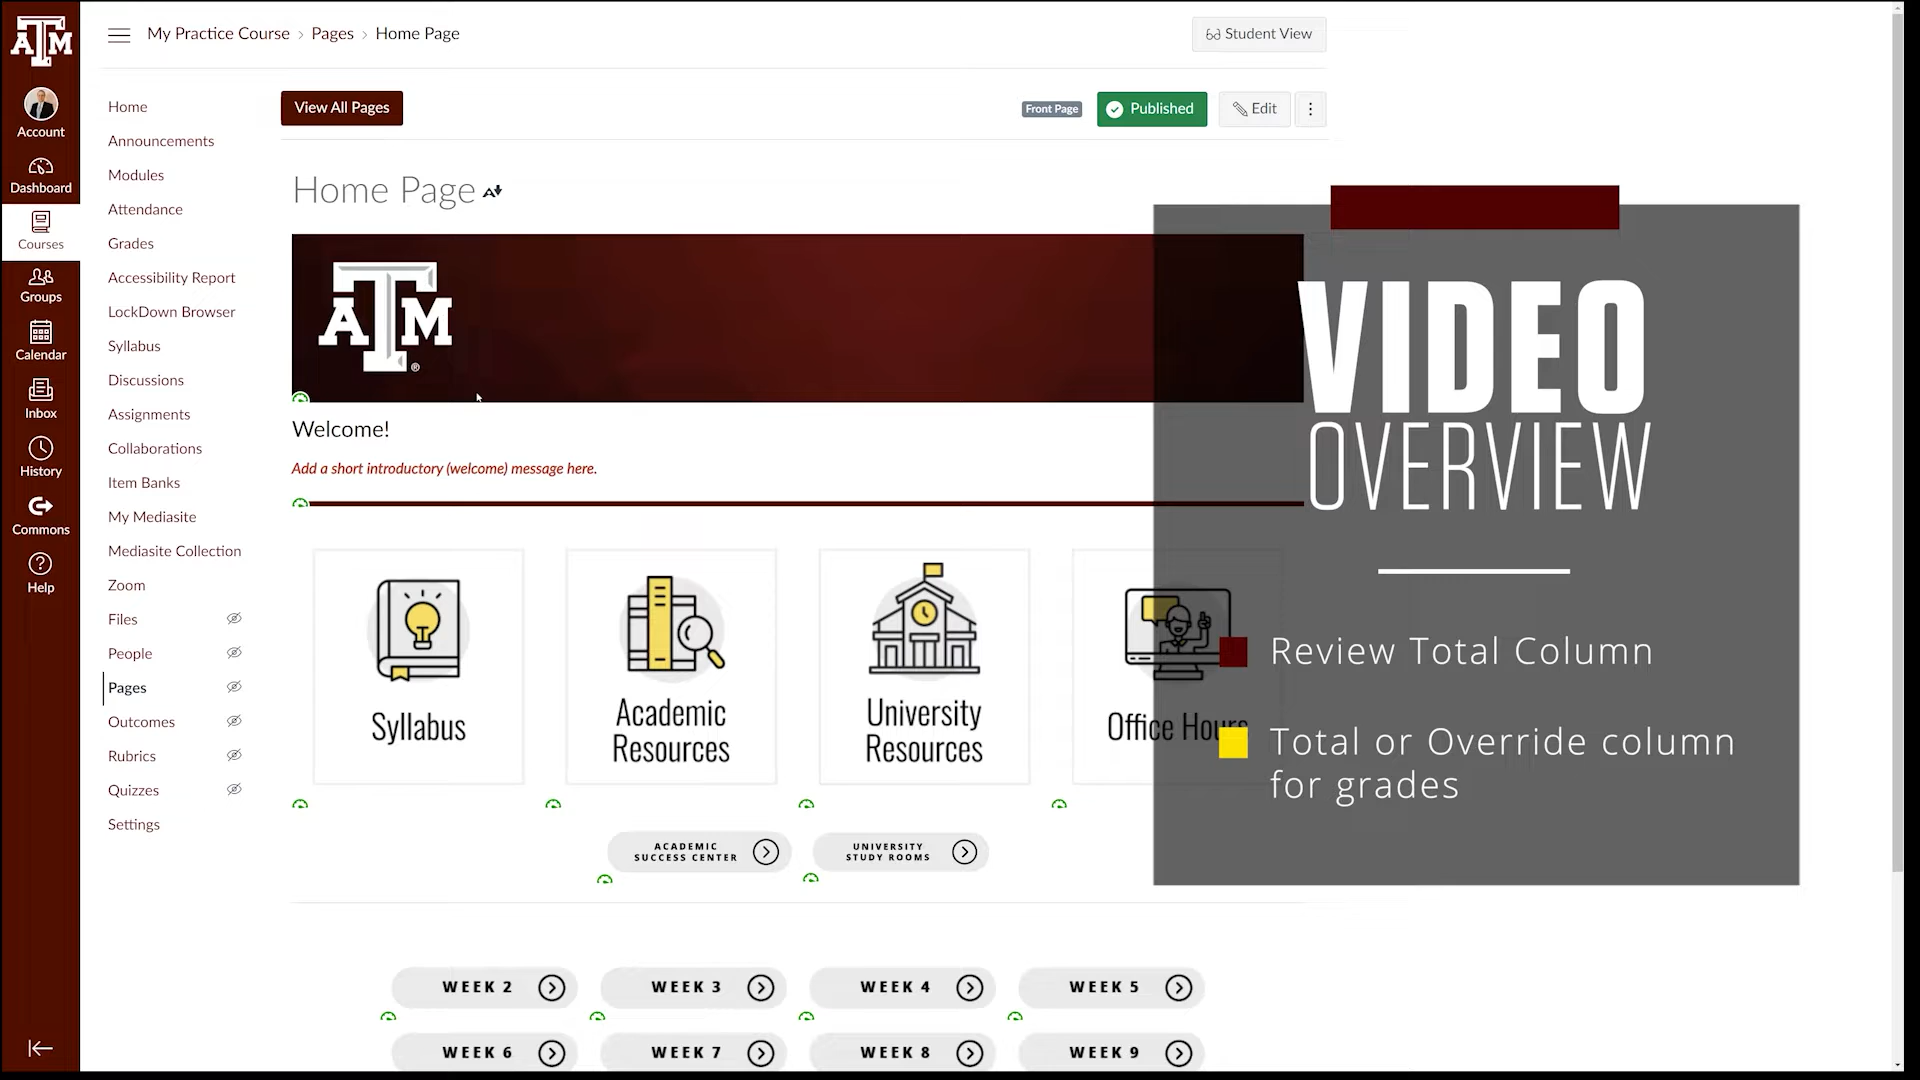 My Practice Course › Pages › Home Page
Student View
ATM
Account
Dashboard
Courses
Groups
Calendar
Inbox
History
Commons
Help
Home
Announcements
Modules
Attendance
Grades
Accessibility Report
LockDown Browser
Syllabus
Discussions
Assignments
Collaborations
Item Banks
My Mediasite
Mediasite Collection
Zoom
Files
People
Pages
Outcomes
Rubrics
Quizzes
Settings
View All Pages
Front Page
Published
Edit
Home Page
ATM®
Welcome!
Add a short introductory (welcome) message here.
Syllabus
Academic
Resources
University
Resources
Office Hours
ACADEMIC
SUCCESS CENTER
UNIVERSITY
STUDY ROOMS
WEEK 2
WEEK 3
WEEK 4
WEEK 5
WEEK 6
WEEK 7
WEEK 8
WEEK 9
VIDEO
OVERVIEW
Review Total Column
Total or Override column
for grades